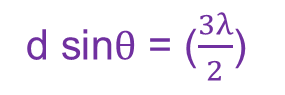 d sinθ = (3λ/2)